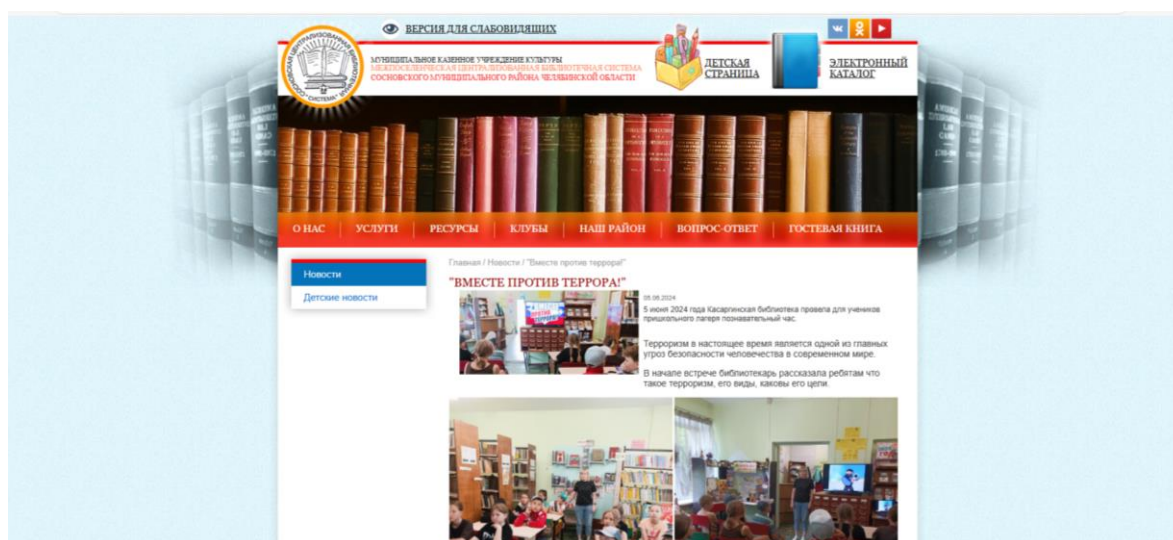 ВЕРСИЯ ДЛЯ СЛАБОВИДЯЩИХ
МУНИЦИПАЛЬНОЕ КАЗЕННОЕ УЧРЕЖДЕНИЕ КУЛЬТУРЫ
МЕЖПОСЕЛЕНЧЕСКАЯ ЦЕНТРАЛИЗОВАННАЯ БИБЛИОТЕЧНАЯ СИСТЕМА
СОСНОВСКОГО МУНИЦИПАЛЬНОГО РАЙОНА ЧЕЛЯБИНСКОЙ ОБЛАСТИ
ДЕТСКАЯ
СТРАНИЦА
ЭЛЕКТРОННЫЙ
КАТАЛОГ
О НАС
УСЛУГИ
РЕСУРСЫ
КЛУБЫ
НАШ РАЙОН
ВОПРОС-ОТВЕТ
ГОСТЕВАЯ КНИГА
Новости
Детские новости
Главная / Новости / "Вместе против террора!"
"ВМЕСТЕ ПРОТИВ ТЕРРОРА!"
05.06.2024
5 июня 2024 года Касаргинская библиотека провела для учеников
пришкольного лагеря познавательный час.
Терроризм в настоящее время является одной из главных
угроз безопасности человечества в современном мире.
В начале встрече библиотекарь рассказала ребятам что
такое терроризм, его виды, каковы его цели.